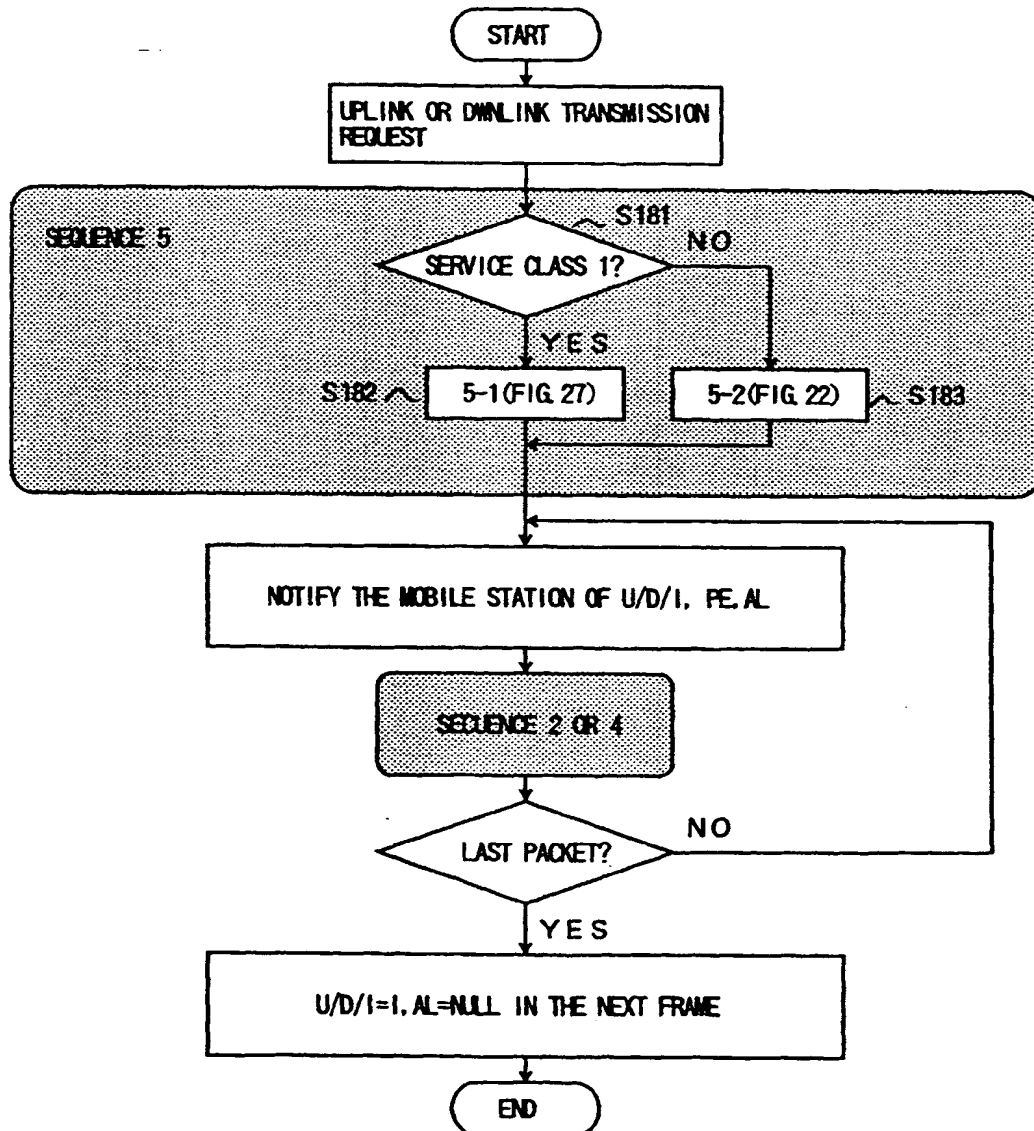 START
UPLINK OR DWNLINK TRANSMISSION
REQUEST
SEQUENCE 5
S181
SERVICE CLASS 1?
NO
YES
S182
5-1(FIG. 27)
5-2(FIG. 22)
S183
NOTIFY THE MOBILE STATION OF U/D/I, PE, AL
SEQUENCE 2 OR 4
LAST PACKET?
NO
YES
U/D/I=I, AL=NULL IN THE NEXT FRAME
END